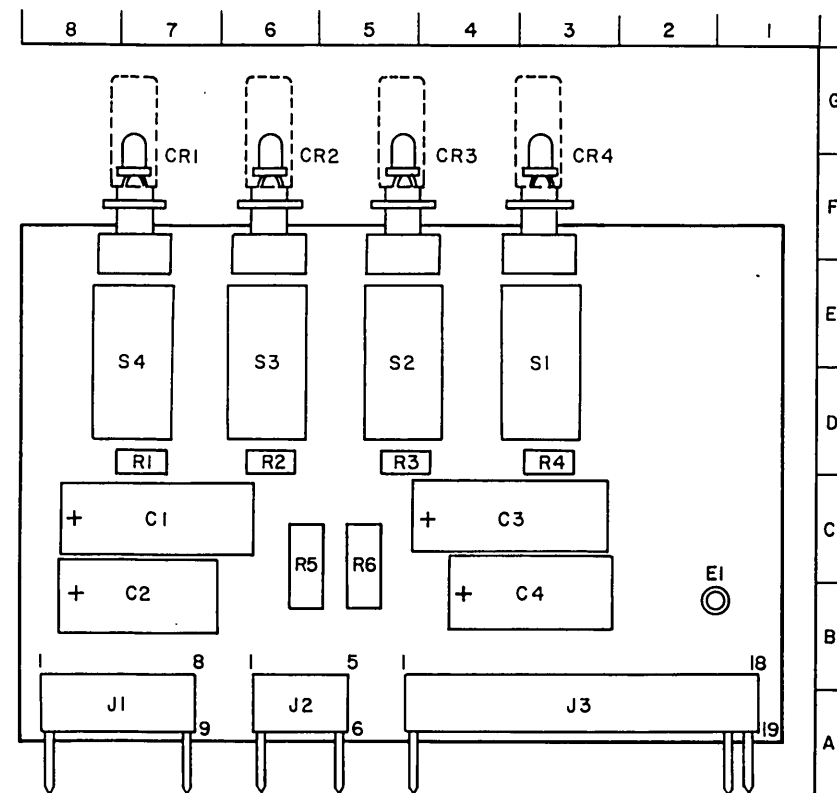 8 7 6 5 4 3 2 1
G
CR1 CR2 CR3 CR4
F
E
S4 S3 S2 S1
D
R1 R2 R3 R4
+ C1 + C3
C
R5 R6
E1
+ C2 + C4
B
1 8 1 5 1 18
J1 J2 J3
9 6 19
A